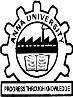 ANNA UNIVERSITY
PROGRESS THROUGH KNOWLEDGE